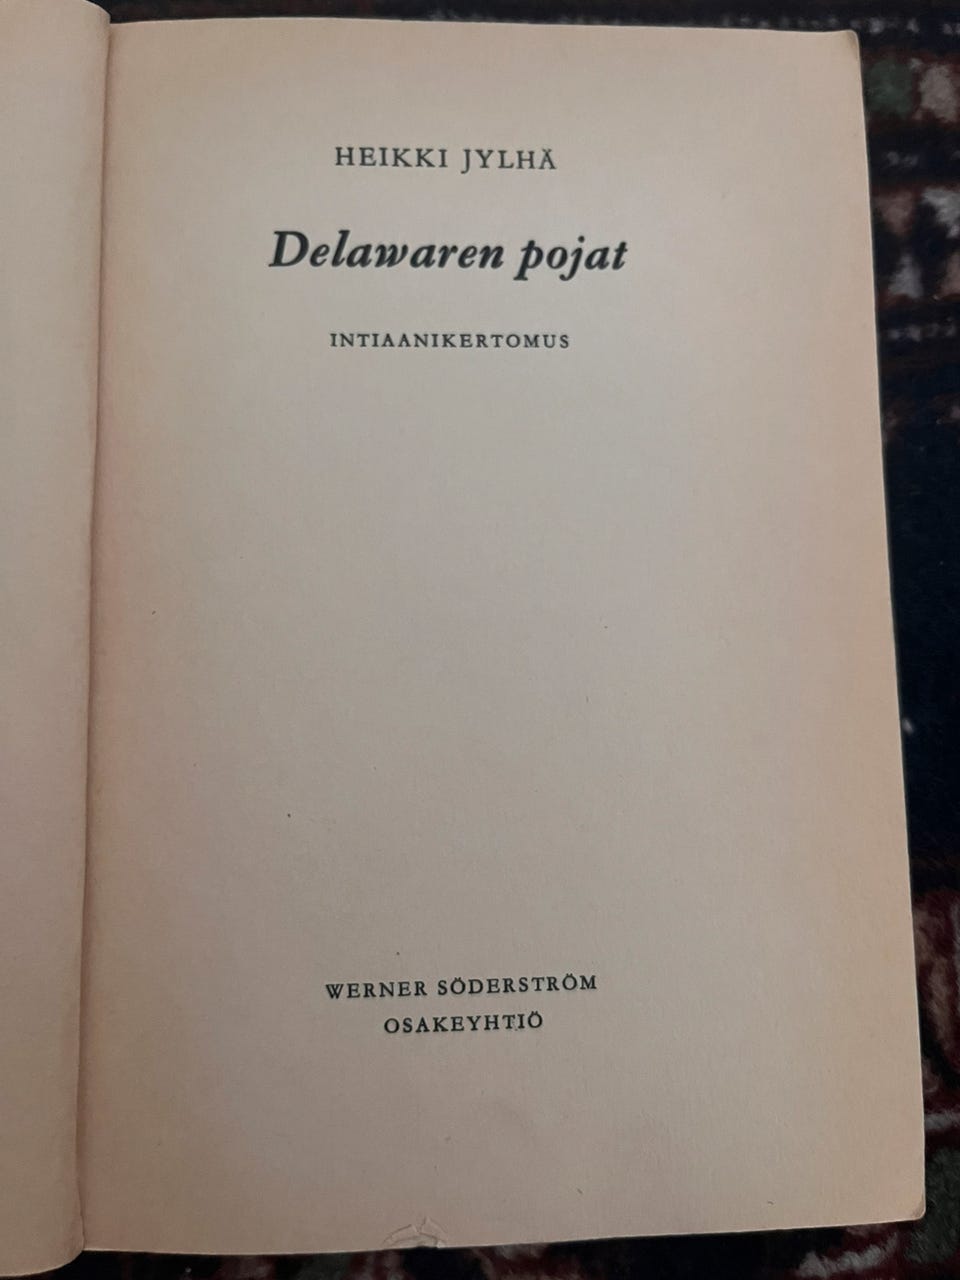 HEIKKI JYLHÄ
Delawaren pojat
INTIAANIKERTOMUS
WERNER SÖDERSTRÖM
OSAKEYHTIÖ